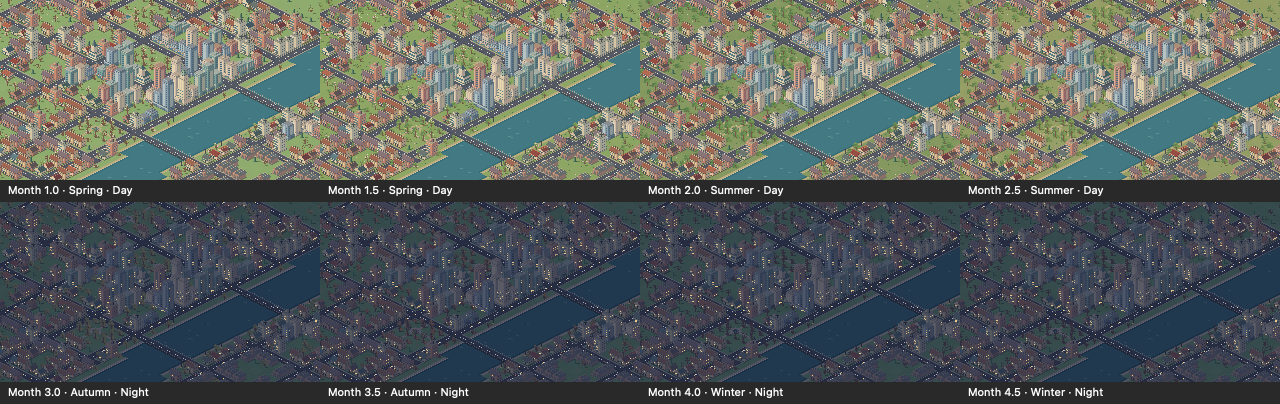 Month 1.0 · Spring · Day
Month 1.5 · Spring · Day
Month 2.0 · Summer · Day
Month 2.5 · Summer · Day
Month 3.0 · Autumn · Night
Month 3.5 · Autumn · Night
Month 4.0 · Winter · Night
Month 4.5 · Winter · Night